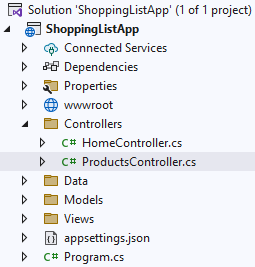 Solution 'ShoppingListApp' (1 of 1 project)
ShoppingListApp
Connected Services
Dependencies
Properties
wwwroot
Controllers
C# HomeController.cs
C# ProductsController.cs
Data
Models
Views
appsettings.json
C# Program.cs